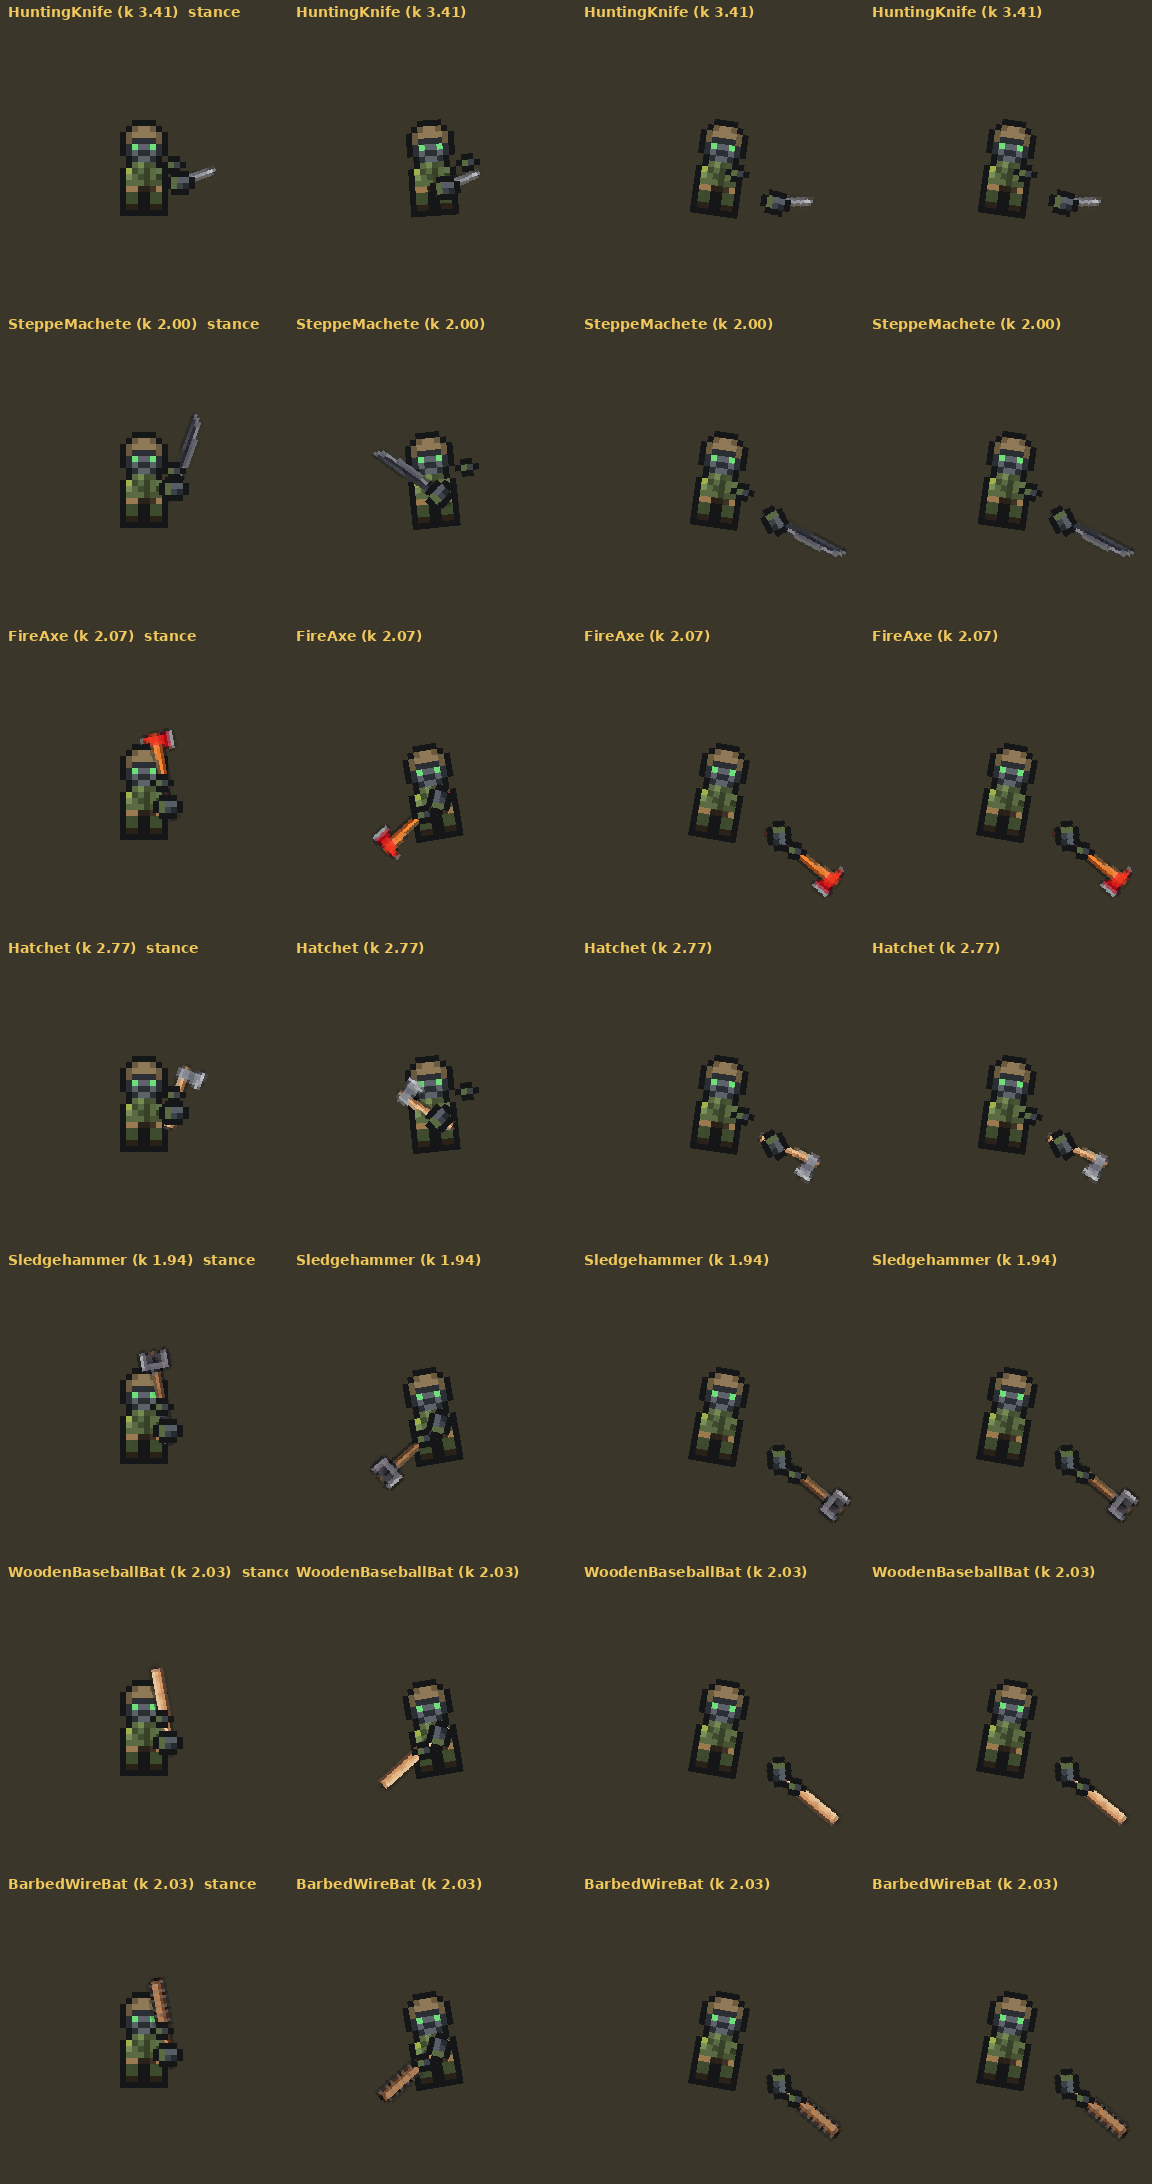 HuntingKnife (k 3.41)  stance
HuntingKnife (k 3.41)
HuntingKnife (k 3.41)
HuntingKnife (k 3.41)
SteppeMachete (k 2.00)  stance
SteppeMachete (k 2.00)
SteppeMachete (k 2.00)
SteppeMachete (k 2.00)
FireAxe (k 2.07)  stance
FireAxe (k 2.07)
FireAxe (k 2.07)
FireAxe (k 2.07)
Hatchet (k 2.77)  stance
Hatchet (k 2.77)
Hatchet (k 2.77)
Hatchet (k 2.77)
Sledgehammer (k 1.94)  stance
Sledgehammer (k 1.94)
Sledgehammer (k 1.94)
Sledgehammer (k 1.94)
WoodenBaseballBat (k 2.03)  stance
WoodenBaseballBat (k 2.03)
WoodenBaseballBat (k 2.03)
WoodenBaseballBat (k 2.03)
BarbedWireBat (k 2.03)  stance
BarbedWireBat (k 2.03)
BarbedWireBat (k 2.03)
BarbedWireBat (k 2.03)